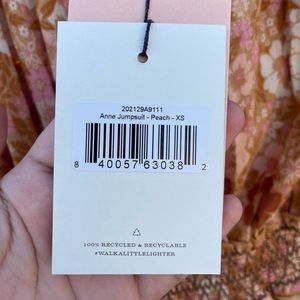 202129A9111
Anne Jumpsuit - Peach - XS
8 40057 63038 2
100% RECYCLED & RECYCLABLE
#WALKALITTLELIGHTER